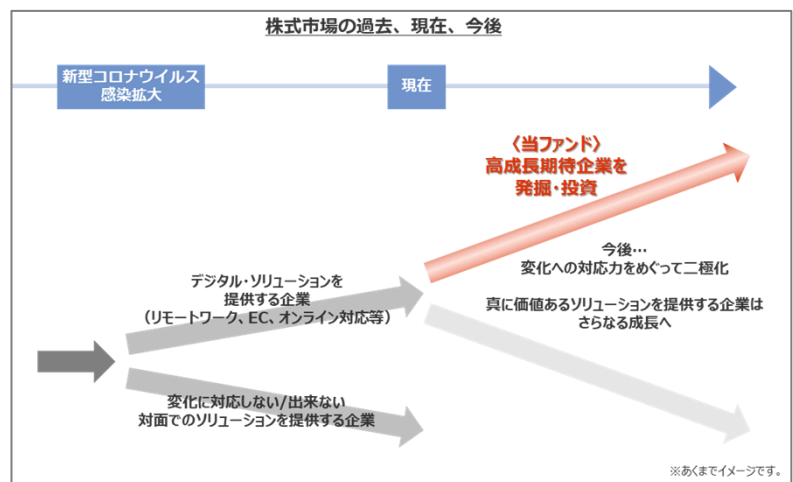 株式市場の過去、現在、今後
新型コロナウイルス
感染拡大
現在
〈当ファンド〉
高成長期待企業を
発掘・投資
今後…
変化への対応力をめぐって二極化
デジタル・ソリューションを
提供する企業
（リモートワーク、EC、オンライン対応等）
真に価値あるソリューションを提供する企業は
さらなる成長へ
変化に対応しない/出来ない
対面でのソリューションを提供する企業
※あくまでイメージです。